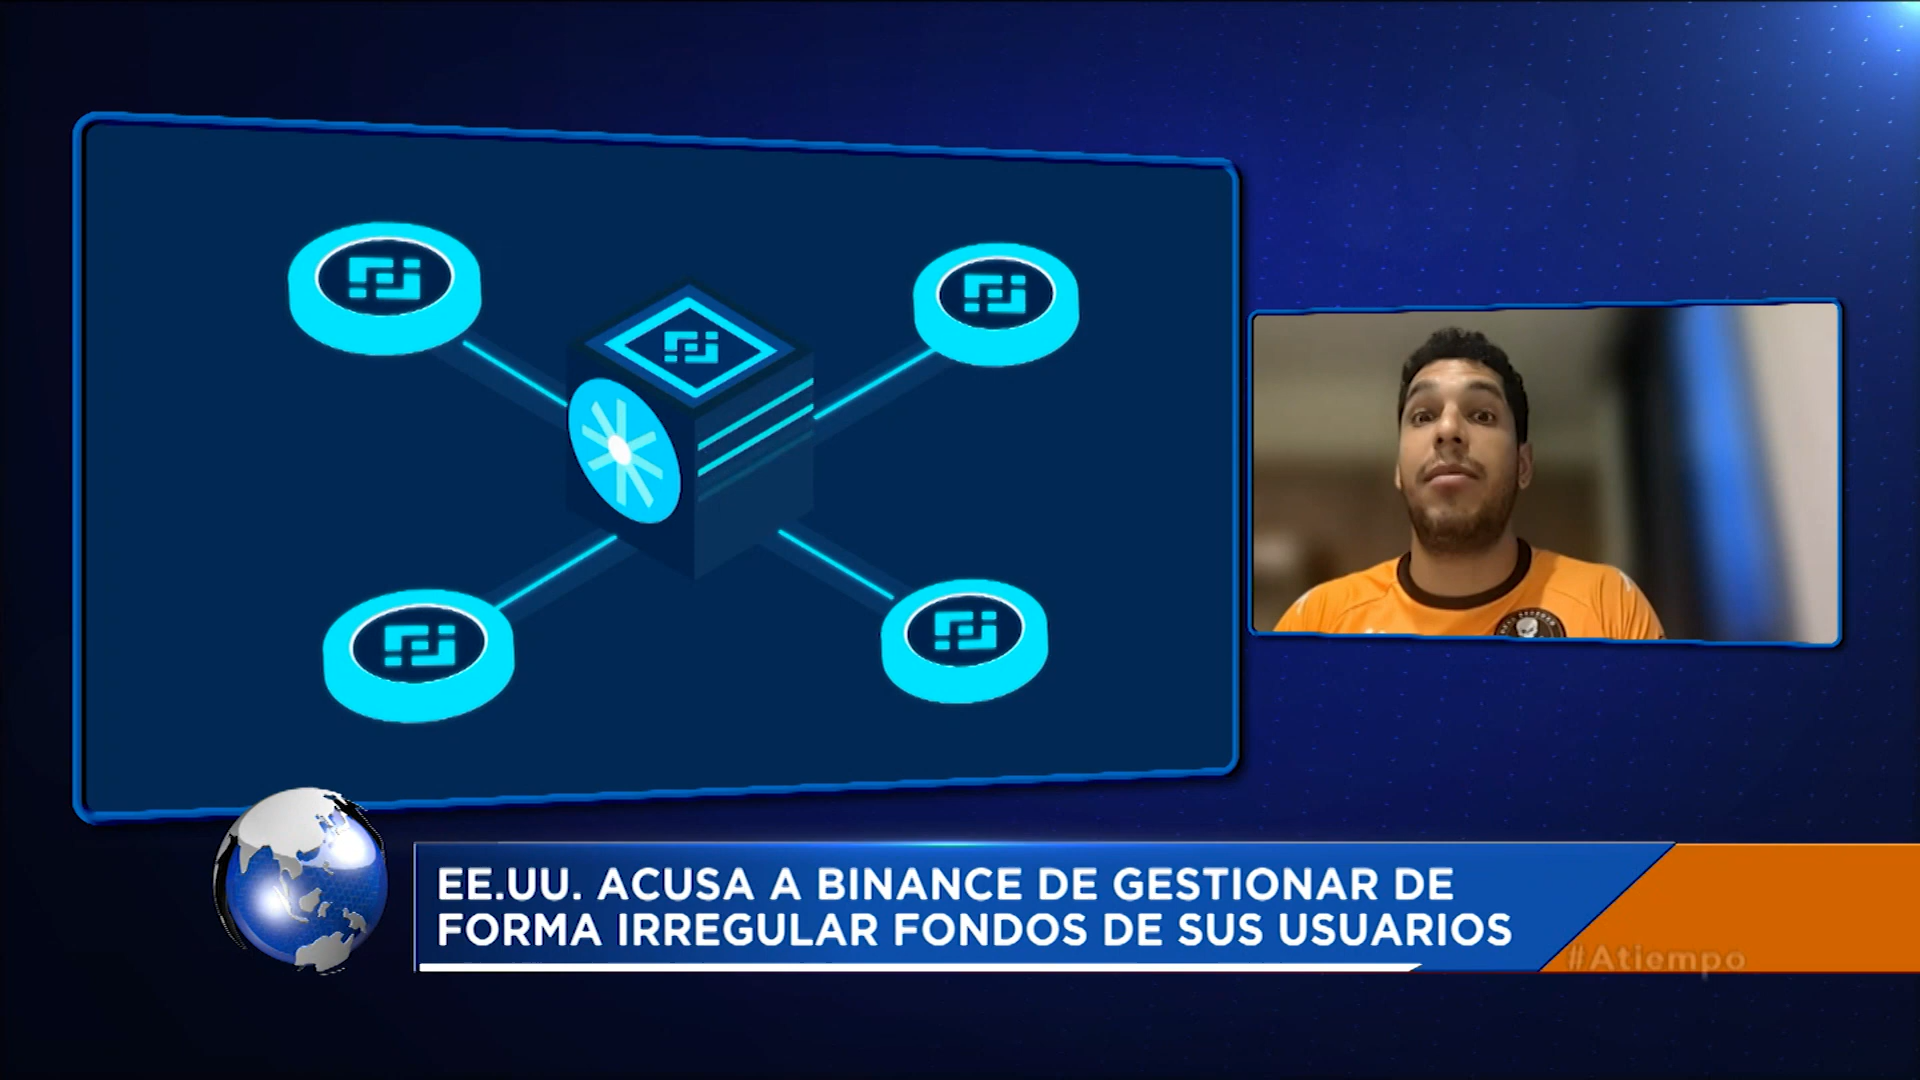 EE.UU. ACUSA A BINANCE DE GESTIONAR DE
FORMA IRREGULAR FONDOS DE SUS USUARIOS
#Atiempo